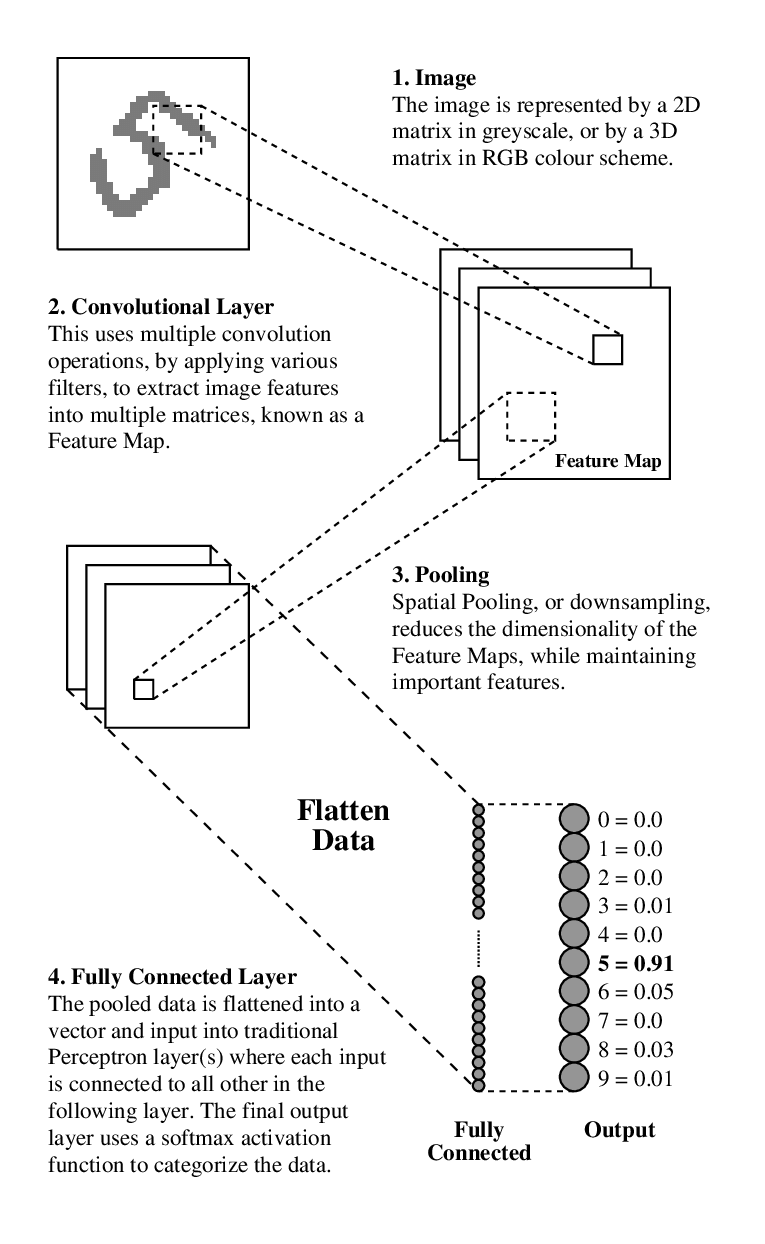 1. Image
The image is represented by a 2D
matrix in greyscale, or by a 3D
matrix in RGB colour scheme.
2. Convolutional Layer
This uses multiple convolution
operations, by applying various
filters, to extract image features
into multiple matrices, known as a
Feature Map.
Feature Map
3. Pooling
Spatial Pooling, or downsampling,
reduces the dimensionality of the
Feature Maps, while maintaining
important features.
Flatten
Data
0 = 0.0
1 = 0.0
2 = 0.0
3 = 0.01
4 = 0.0
5 = 0.91
6 = 0.05
7 = 0.0
8 = 0.03
9 = 0.01
4. Fully Connected Layer
The pooled data is flattened into a
vector and input into traditional
Perceptron layer(s) where each input
is connected to all other in the
following layer. The final output
layer uses a softmax activation
function to categorize the data.
Fully
Connected
Output